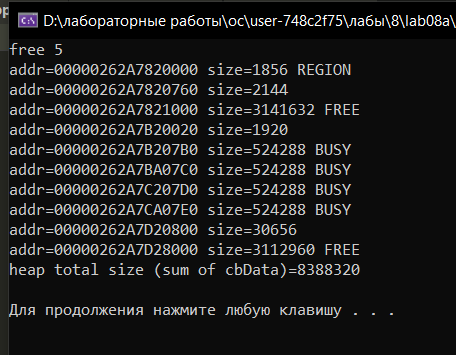 D:\лабораторные работы\ос\user-748c2f75\лабы\8\lab08a\
free 5
addr=00000262A7820000 size=1856 REGION
addr=00000262A7820760 size=2144
addr=00000262A7821000 size=3141632 FREE
addr=00000262A7B20020 size=1920
addr=00000262A7B207B0 size=524288 BUSY
addr=00000262A7BA07C0 size=524288 BUSY
addr=00000262A7C207D0 size=524288 BUSY
addr=00000262A7CA07E0 size=524288 BUSY
addr=00000262A7D20800 size=30656
addr=00000262A7D28000 size=3112960 FREE
heap total size (sum of cbData)=8388320
Для продолжения нажмите любую клавишу . . .